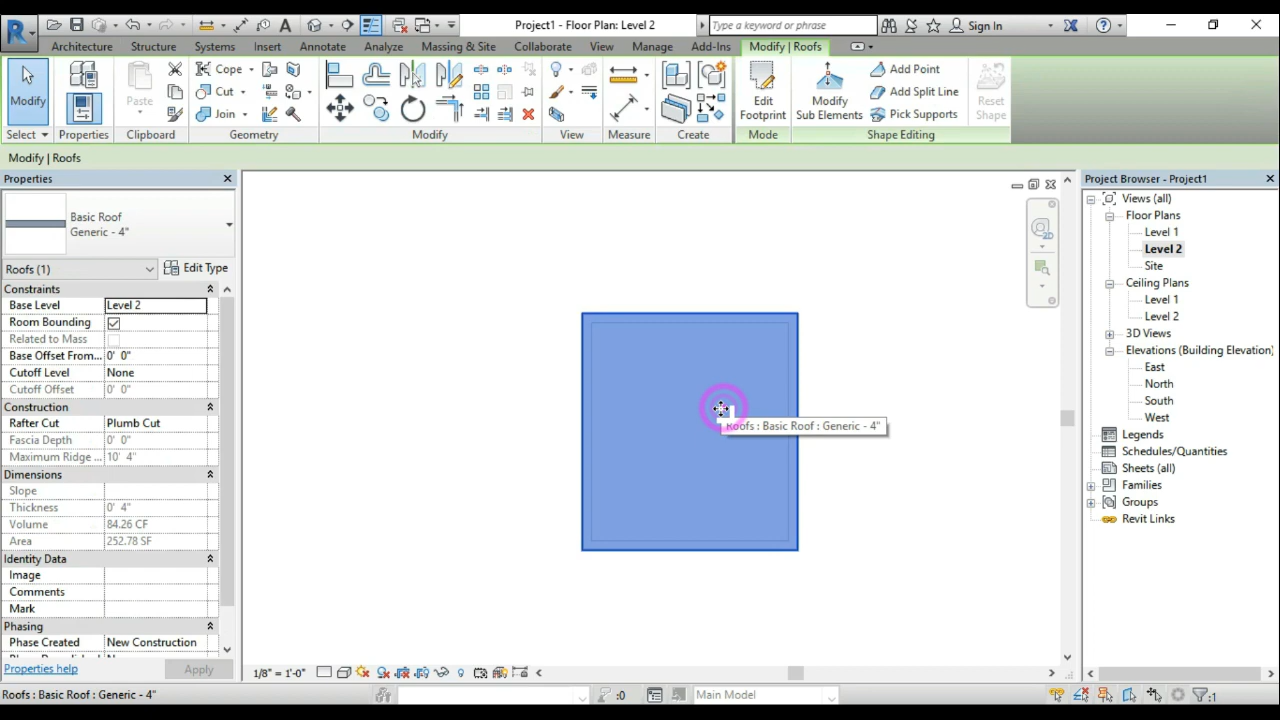 Project1 - Floor Plan: Level 2
Type a keyword or phrase
Sign In
Architecture Structure Systems Insert Annotate Analyze Massing & Site Collaborate View Manage Add-Ins Modify | Roofs
Modify
Paste
Cope
Cut
Join
Edit Footprint
Modify Sub Elements
Add Point
Add Split Line
Pick Supports
Reset Shape
Select Properties Clipboard Geometry Modify View Measure Create Mode Shape Editing
Modify | Roofs
Properties
Basic Roof
Generic - 4"
Roofs (1) Edit Type
Constraints
Base Level Level 2
Room Bounding
Related to Mass
Base Offset From... 0' 0"
Cutoff Level None
Cutoff Offset 0' 0"
Construction
Rafter Cut Plumb Cut
Fascia Depth 0' 0"
Maximum Ridge ... 10' 4"
Dimensions
Slope
Thickness 0' 4"
Volume 84.26 CF
Area 252.78 SF
Identity Data
Image
Comments
Mark
Phasing
Phase Created New Construction
Properties help Apply
2D
Roofs : Basic Roof : Generic - 4"
Project Browser - Project1
Views (all)
Floor Plans
Level 1
Level 2
Site
Ceiling Plans
Level 1
Level 2
3D Views
Elevations (Building Elevation)
East
North
South
West
Legends
Schedules/Quantities
Sheets (all)
Families
Groups
Revit Links
1/8" = 1'-0"
Roofs : Basic Roof : Generic - 4" :0 Main Model :1